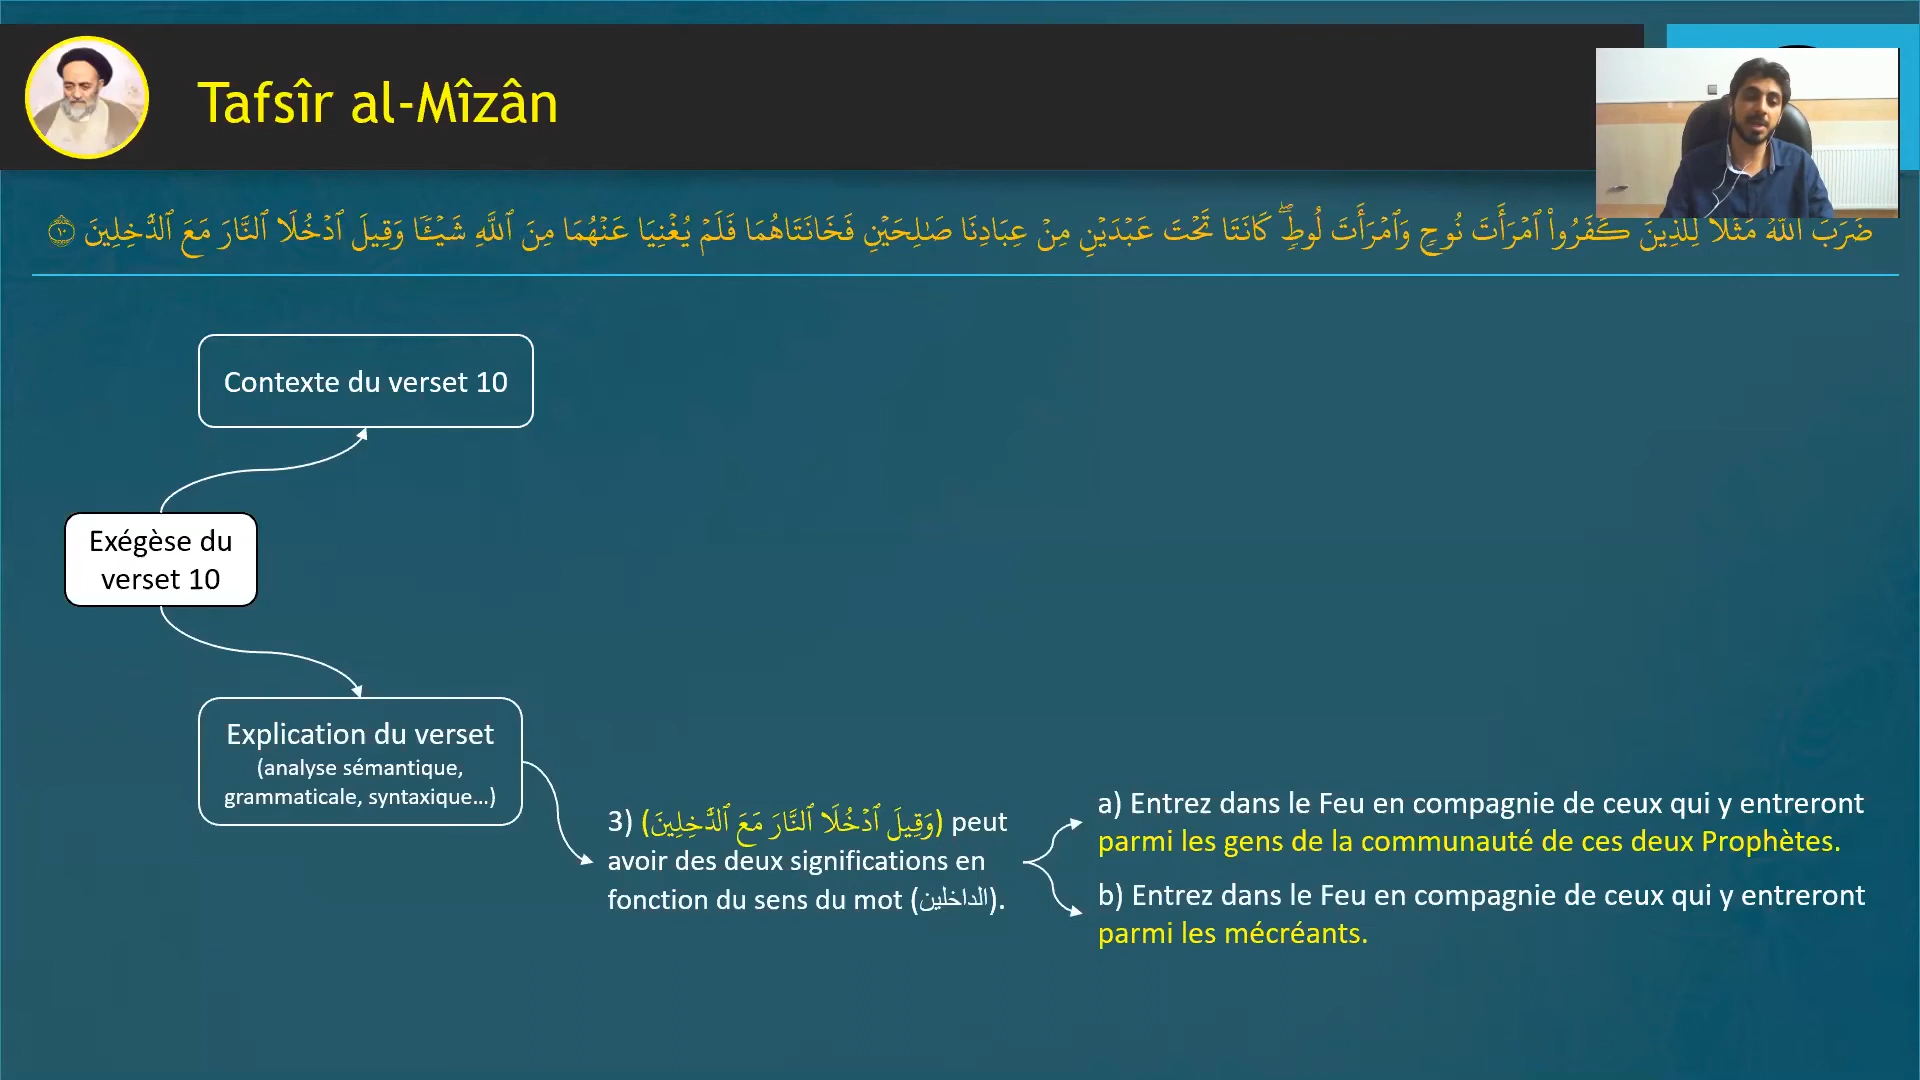 Tafsîr al-Mîzân
ضَرَبَ ٱللَّهُ مَثَلًا لِّلَّذِينَ كَفَرُوا۟ ٱمْرَأَتَ نُوحٍ وَٱمْرَأَتَ لُوطٍ ۖ كَانَتَا تَحْتَ عَبْدَيْنِ مِنْ عِبَادِنَا صَٰلِحَيْنِ فَخَانَتَاهُمَا فَلَمْ يُغْنِيَا عَنْهُمَا مِنَ ٱللَّهِ شَيْـًٔا وَقِيلَ ٱدْخُلَا ٱلنَّارَ مَعَ ٱلدَّٰخِلِينَ ١٠
Contexte du verset 10
Exégèse du
verset 10
Explication du verset
(analyse sémantique,
grammaticale, syntaxique...)
3) (وَقِيلَ ٱدْخُلَا ٱلنَّارَ مَعَ ٱلدَّٰخِلِينَ) peut
avoir des deux significations en
fonction du sens du mot (الداخلين).
a) Entrez dans le Feu en compagnie de ceux qui y entreront
parmi les gens de la communauté de ces deux Prophètes.
b) Entrez dans le Feu en compagnie de ceux qui y entreront
parmi les mécréants.